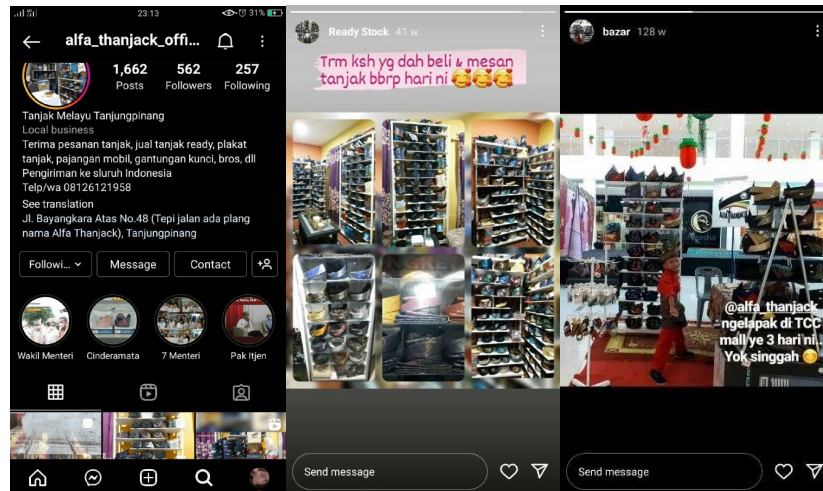 23:13
31%
alfa_thanjack_offi...
1,662 562 257
Posts Followers Following
Tanjak Melayu Tanjungpinang
Local business
Terima pesanan tanjak, jual tanjak ready, plakat
tanjak, pajangan mobil, gantungan kunci, bros, dll
Pengiriman ke sluruh Indonesia
Telp/wa 08126121958
See translation
Jl. Bayangkara Atas No.48 (Tepi jalan ada plang
nama Alfa Thanjack), Tanjungpinang
Followi... Message Contact
Wakil Menteri Cinderamata 7 Menteri Pak Itjen
Ready Stock 41 w
Trm ksh yg dah beli & mesan
tanjak bbrp hari ni 🥰🥰🥰
Send message
bazar 128 w
@alfa_thanjack
ngelapak di TCC
mall ye 3 hari ni..
Yok singgah 😋
Send message